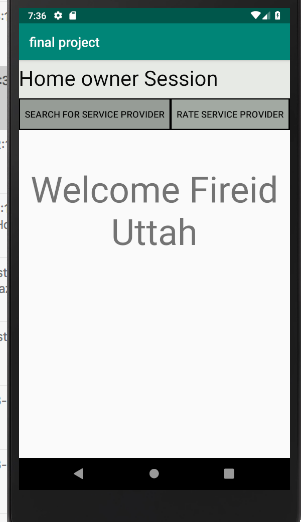 7:36
final project
Home owner Session
SEARCH FOR SERVICE PROVIDER RATE SERVICE PROVIDER
Welcome Fireid
Uttah